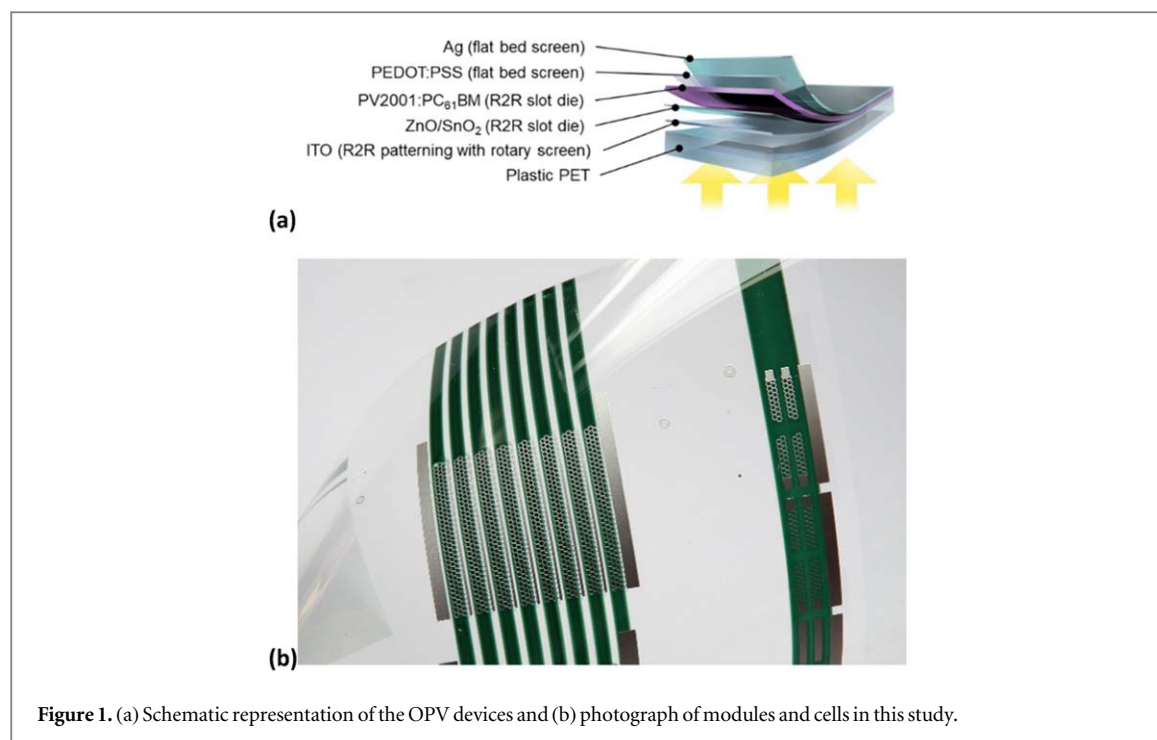 Ag (flat bed screen)
PEDOT:PSS (flat bed screen)
PV2001:PC₆₁BM (R2R slot die)
ZnO/SnO₂ (R2R slot die)
ITO (R2R patterning with rotary screen)
Plastic PET
(a)
(b)
Figure 1. (a) Schematic representation of the OPV devices and (b) photograph of modules and cells in this study.